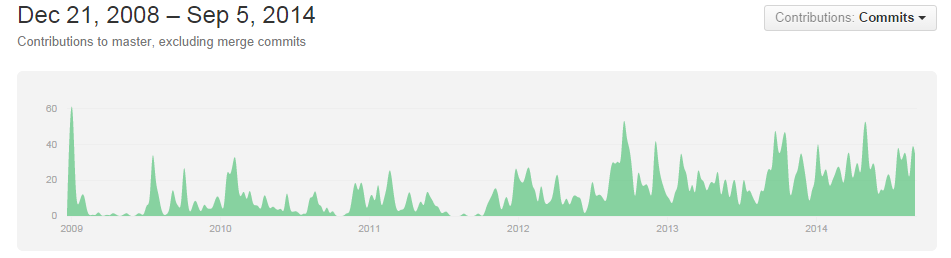 Dec 21, 2008 – Sep 5, 2014
Contributions: Commits
Contributions to master, excluding merge commits
60
40
20
0
2009 2010 2011 2012 2013 2014